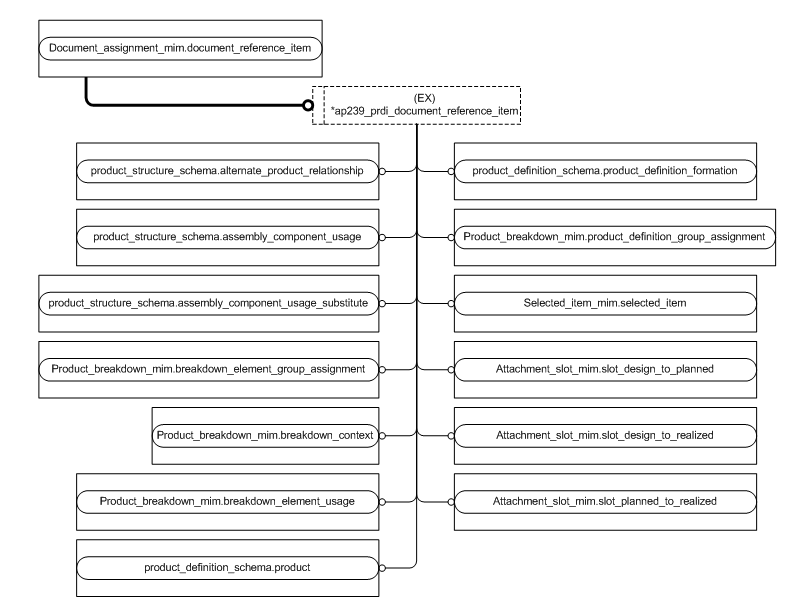 Document_assignment_mim.document_reference_item
(EX)
*ap239_prdi_document_reference_item
product_structure_schema.alternate_product_relationship
product_definition_schema.product_definition_formation
product_structure_schema.assembly_component_usage
Product_breakdown_mim.product_definition_group_assignment
product_structure_schema.assembly_component_usage_substitute
Selected_item_mim.selected_item
Product_breakdown_mim.breakdown_element_group_assignment
Attachment_slot_mim.slot_design_to_planned
Product_breakdown_mim.breakdown_context
Attachment_slot_mim.slot_design_to_realized
Product_breakdown_mim.breakdown_element_usage
Attachment_slot_mim.slot_planned_to_realized
product_definition_schema.product